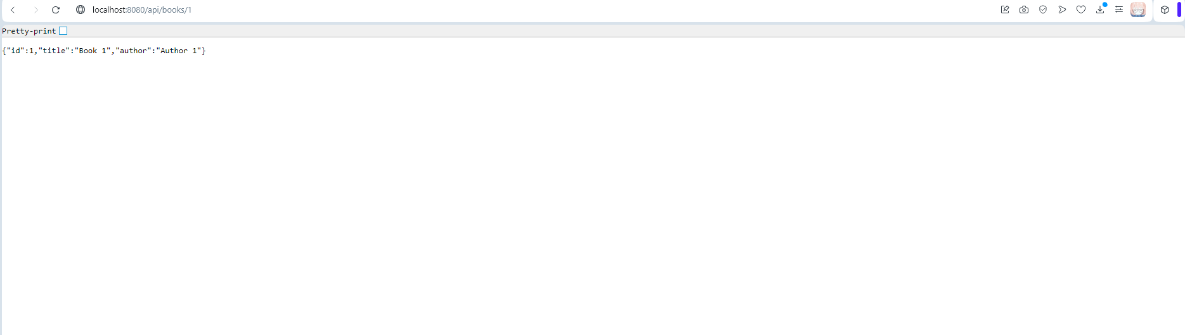 localhost:8080/api/books/1
Pretty-print
{"id":1,"title":"Book 1","author":"Author 1"}